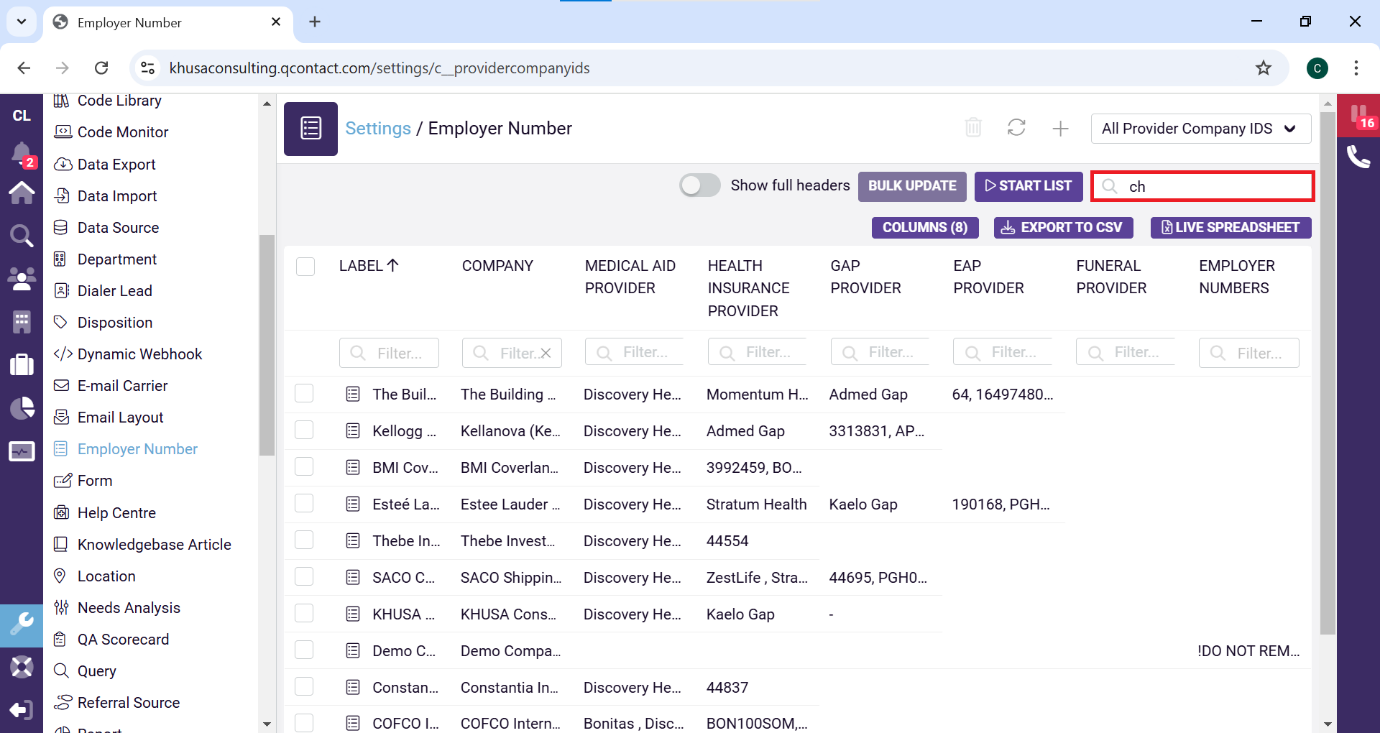 Employer Number
khusaconsulting.qcontact.com/settings/c__providercompanyids
C
CL
2
16
Code Library
Code Monitor
Data Export
Data Import
Data Source
Department
Dialer Lead
Disposition
Dynamic Webhook
E-mail Carrier
Email Layout
Employer Number
Form
Help Centre
Knowledgebase Article
Location
Needs Analysis
QA Scorecard
Query
Referral Source
Report
Settings / Employer Number
All Provider Company IDS
Show full headers BULK UPDATE START LIST ch
COLUMNS (8) EXPORT TO CSV LIVE SPREADSHEET
LABEL COMPANY MEDICAL AID HEALTH GAP EAP FUNERAL EMPLOYER
PROVIDER INSURANCE PROVIDER PROVIDER PROVIDER NUMBERS
PROVIDER
Filter... Filter... Filter... Filter... Filter... Filter... Filter... Filter...
The Buil... The Building ... Discovery He... Momentum H... Admed Gap 64, 16497480...
Kellogg ... Kellanova (Ke... Discovery He... Admed Gap 3313831, AP...
BMI Cov... BMI Coverlan... Discovery He... 3992459, BO...
Esteé La... Estee Lauder ... Discovery He... Stratum Health Kaelo Gap 190168, PGH...
Thebe In... Thebe Invest... Discovery He... 44554
SACO C... SACO Shippin... Discovery He... ZestLife , Stra... 44695, PGH0...
KHUSA ... KHUSA Cons... Discovery He... Kaelo Gap -
Demo C... Demo Compa... !DO NOT REM...
Constan... Constantia In... Discovery He... 44837
COFCO I... COFCO Intern... Bonitas , Disc... BON100SOM,...